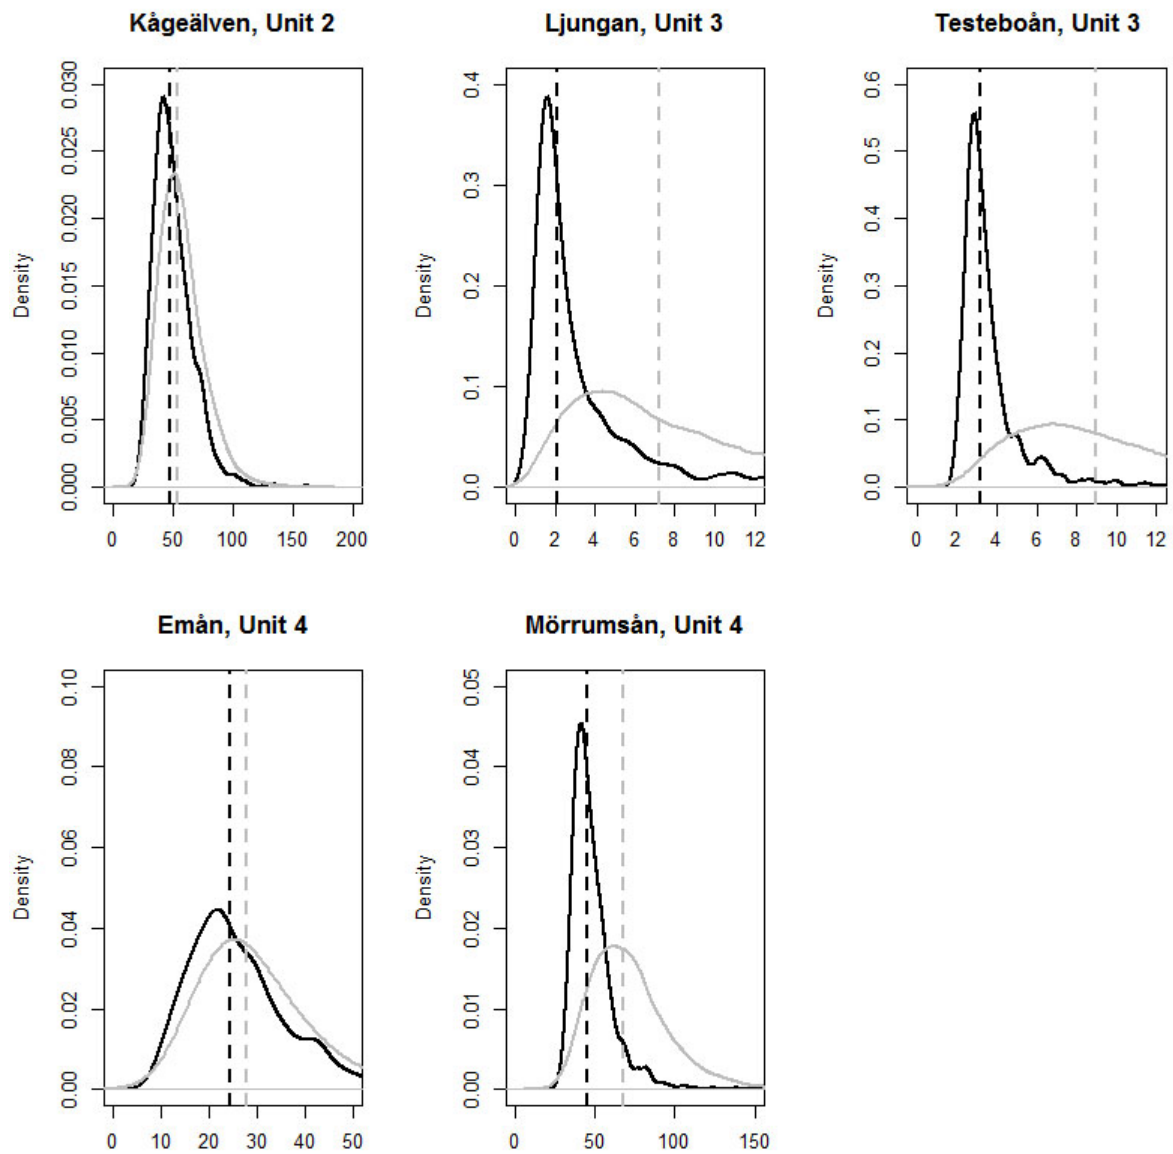 Kågeälven, Unit 2
Ljungan, Unit 3
Testeboån, Unit 3
Density
0.000 0.005 0.010 0.015 0.020 0.025 0.030
0 50 100 150 200
Density
0.0 0.1 0.2 0.3 0.4
0 2 4 6 8 10 12
Density
0.0 0.1 0.2 0.3 0.4 0.5 0.6
0 2 4 6 8 10 12
Emån, Unit 4
Mörrumsån, Unit 4
Density
0.00 0.02 0.04 0.06 0.08 0.10
0 10 20 30 40 50
Density
0.00 0.01 0.02 0.03 0.04 0.05
0 50 100 150